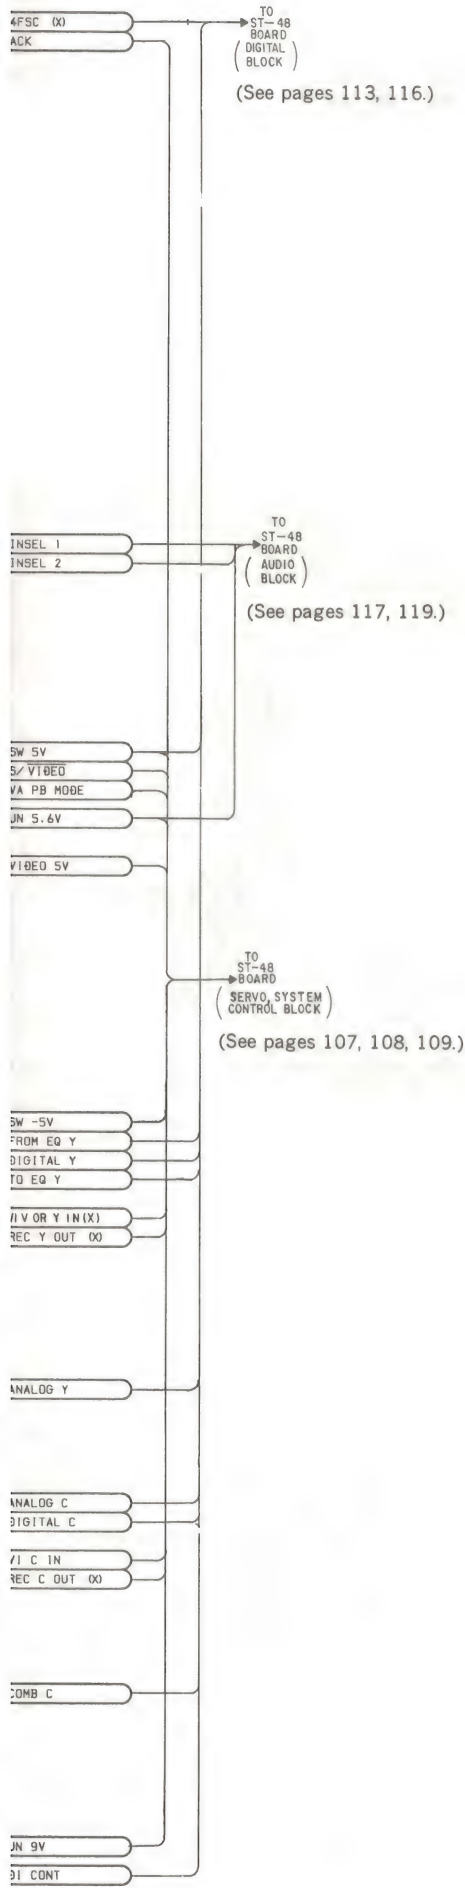 4FSC (X)
ACK
TO
ST-48
BOARD
( DIGITAL
BLOCK )
(See pages 113, 116.)
INSEL 1
INSEL 2
TO
ST-48
BOARD
( AUDIO
BLOCK )
(See pages 117, 119.)
SW 5V
S/VIDEO
VA PB MODE
UN 5.6V
VIDEO 5V
TO
ST-48
BOARD
( SERVO, SYSTEM
CONTROL BLOCK )
(See pages 107, 108, 109.)
SW -5V
FROM EQ Y
DIGITAL Y
TO EQ Y
VI V OR Y IN(X)
REC Y OUT (X)
ANALOG Y
ANALOG C
DIGITAL C
VI C IN
REC C OUT (X)
COMB C
UN 9V
DI CONT